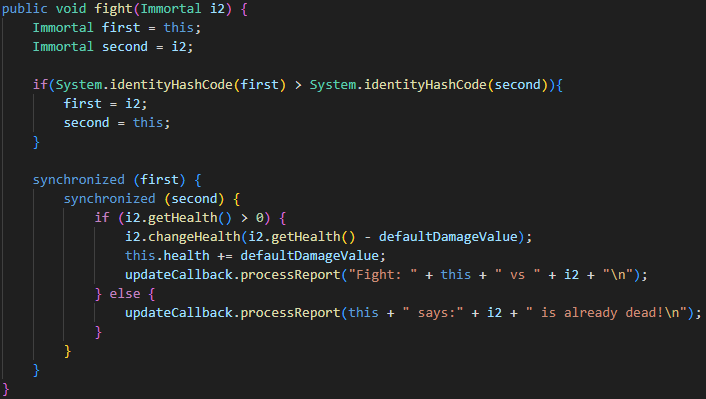 public void fight(Immortal i2) {
    Immortal first = this;
    Immortal second = i2;

    if(System.identityHashCode(first) > System.identityHashCode(second)){
        first = i2;
        second = this;
    }

    synchronized (first) {
        synchronized (second) {
            if (i2.getHealth() > 0) {
                i2.changeHealth(i2.getHealth() - defaultDamageValue);
                this.health += defaultDamageValue;
                updateCallback.processReport("Fight: " + this + " vs " + i2 + "\n");
            } else {
                updateCallback.processReport(this + " says:" + i2 + " is already dead!\n");
            }
        }
    }
}